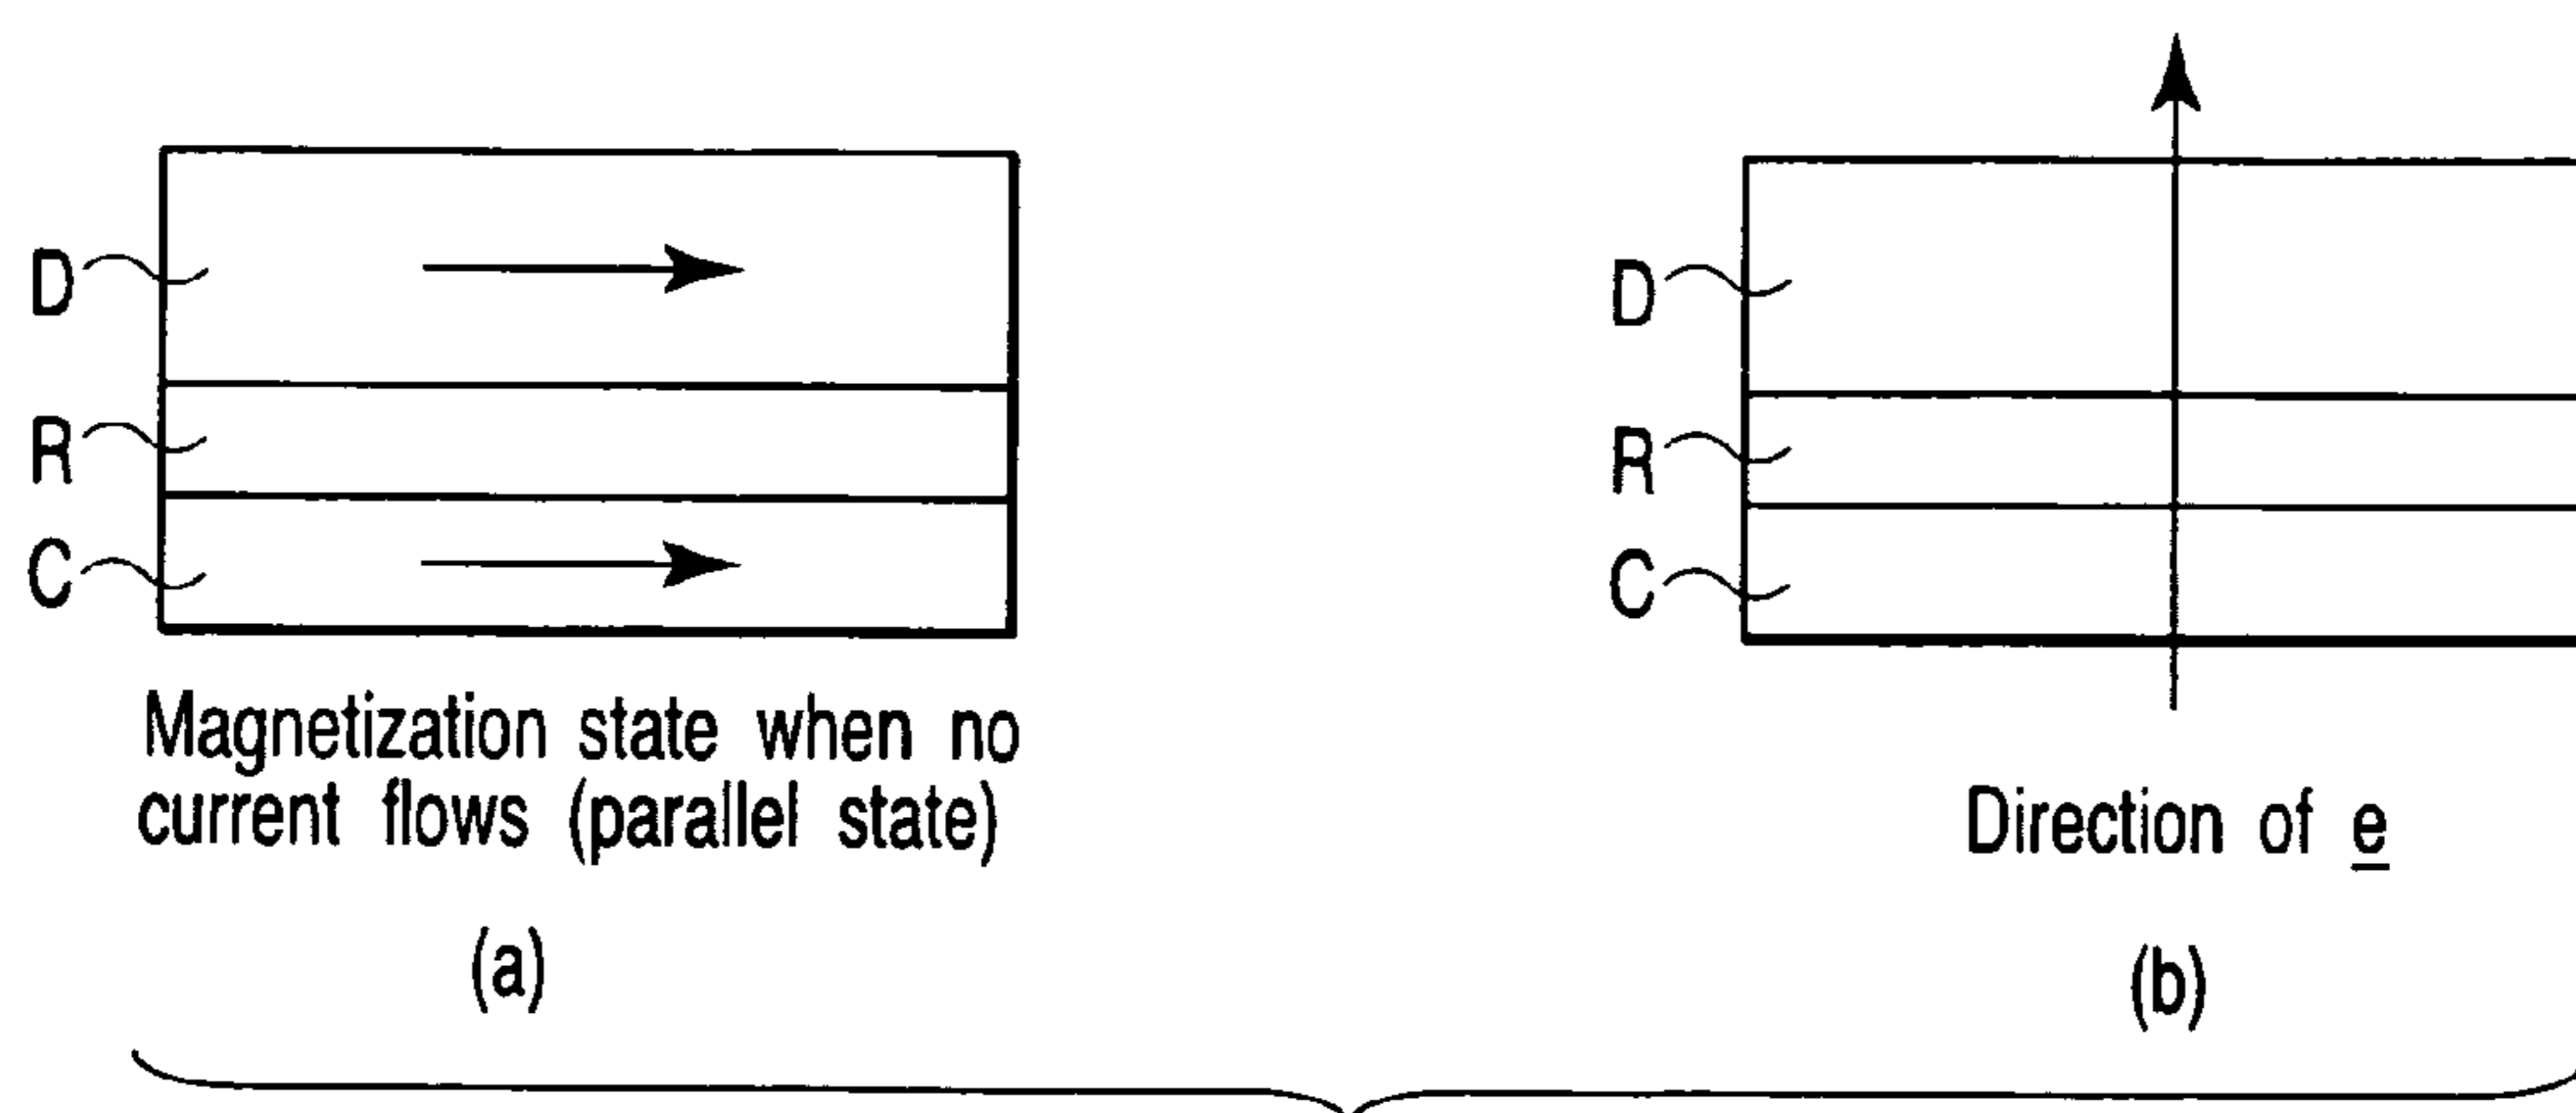 D
R
C
Magnetization state when no
current flows (parallel state)
(a)
D
R
C
Direction of e
(b)